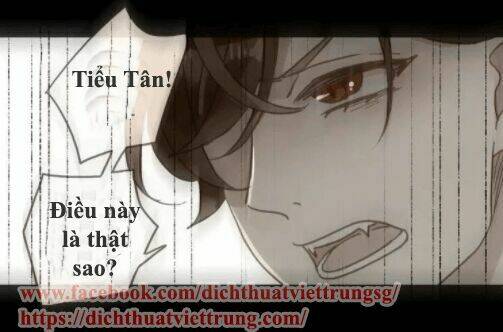 Tiểu Tân!
Điều này
là thật
sao?
www.facebook.com/dichthuatviettrungsg/
https://dichthuatviettrung.com/